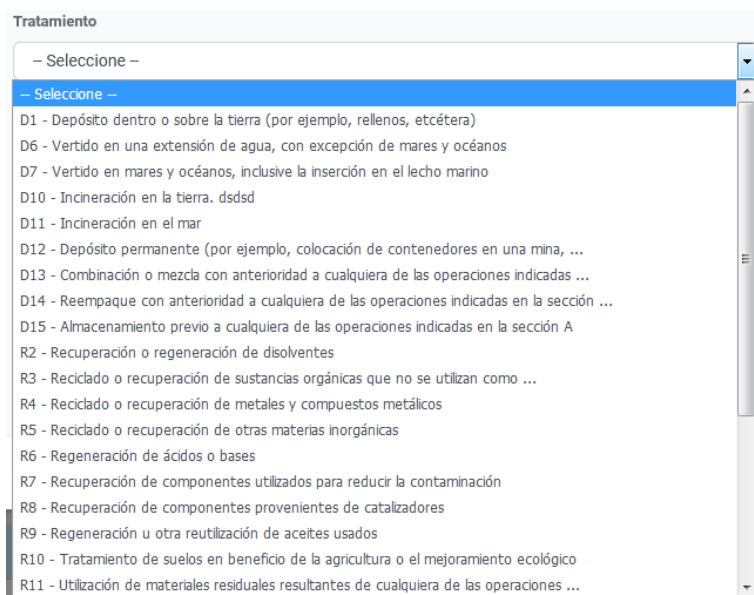 Tratamiento
-- Seleccione --
-- Seleccione --
D1 - Depósito dentro o sobre la tierra (por ejemplo, rellenos, etcétera)
D6 - Vertido en una extensión de agua, con excepción de mares y océanos
D7 - Vertido en mares y océanos, inclusive la inserción en el lecho marino
D10 - Incineración en la tierra. dsdsd
D11 - Incineración en el mar
D12 - Depósito permanente (por ejemplo, colocación de contenedores en una mina, ...
D13 - Combinación o mezcla con anterioridad a cualquiera de las operaciones indicadas ...
D14 - Reempaque con anterioridad a cualquiera de las operaciones indicadas en la sección ...
D15 - Almacenamiento previo a cualquiera de las operaciones indicadas en la sección A
R2 - Recuperación o regeneración de disolventes
R3 - Reciclado o recuperación de sustancias orgánicas que no se utilizan como ...
R4 - Reciclado o recuperación de metales y compuestos metálicos
R5 - Reciclado o recuperación de otras materias inorgánicas
R6 - Regeneración de ácidos o bases
R7 - Recuperación de componentes utilizados para reducir la contaminación
R8 - Recuperación de componentes provenientes de catalizadores
R9 - Regeneración u otra reutilización de aceites usados
R10 - Tratamiento de suelos en beneficio de la agricultura o el mejoramiento ecológico
R11 - Utilización de materiales residuales resultantes de cualquiera de las operaciones ...